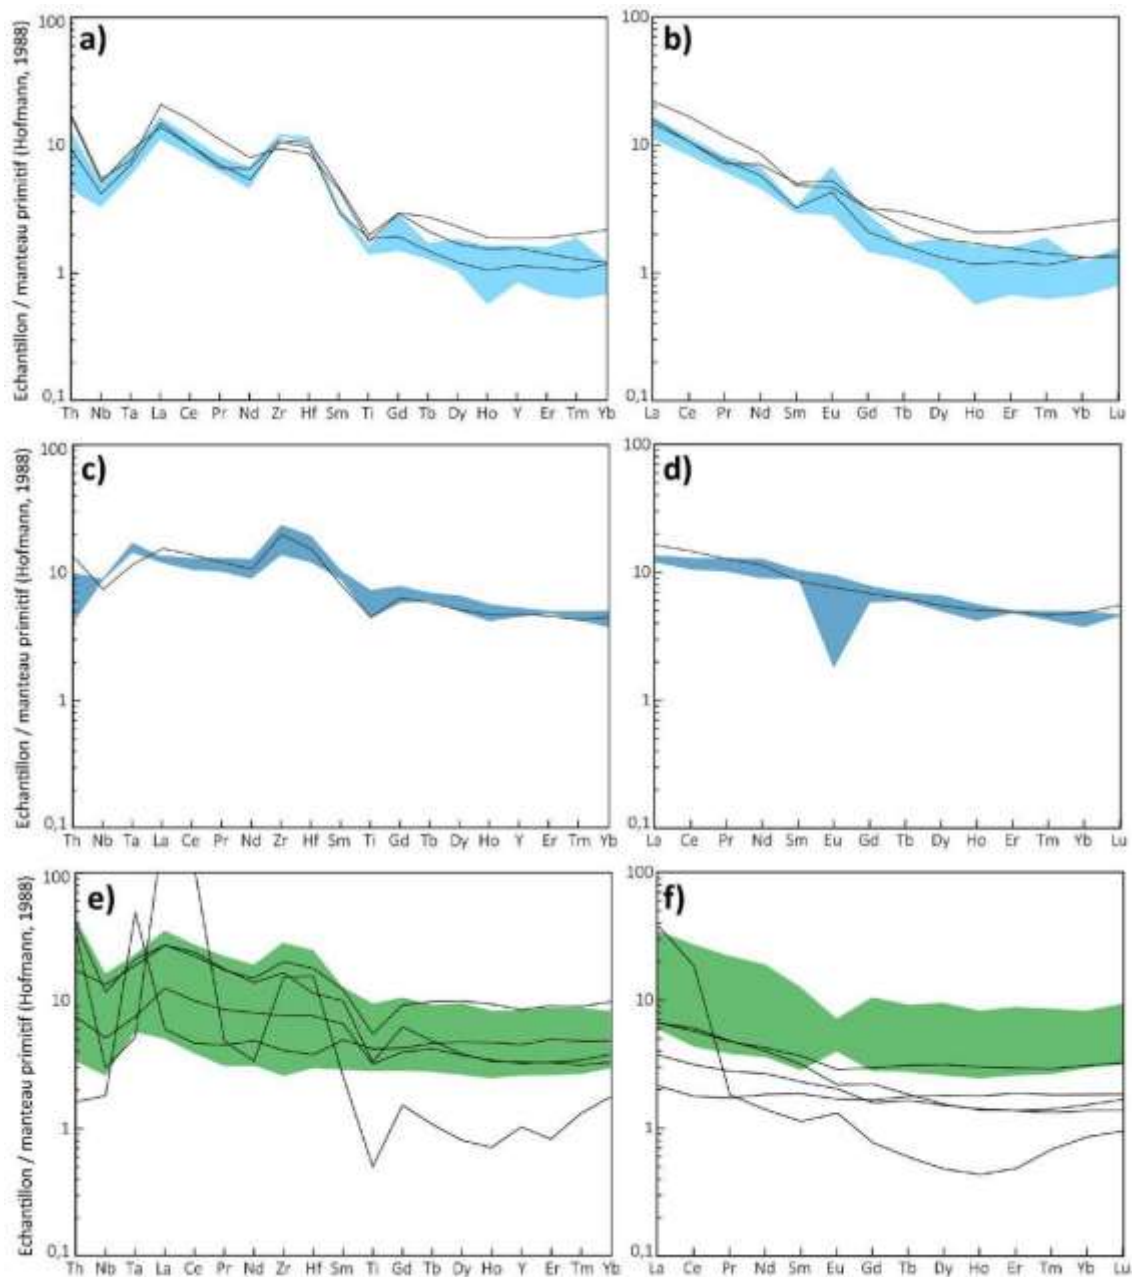 a)
Echantillon / manteau primitif (Hofmann, 1988)
100
10
1
0,1
Th Nb Ta La Ce Pr Nd Zr Hf Sm Ti Gd Tb Dy Ho Y Er Tm Yb
b)
100
10
1
0,1
La Ce Pr Nd Sm Eu Gd Tb Dy Ho Er Tm Yb Lu
c)
Echantillon / manteau primitif (Hofmann, 1988)
100
10
1
0,1
Th Nb Ta La Ce Pr Nd Zr Hf Sm Ti Gd Tb Dy Ho Y Er Tm Yb
d)
100
10
1
0,1
La Ce Pr Nd Sm Eu Gd Tb Dy Ho Er Tm Yb Lu
e)
Echantillon / manteau primitif (Hofmann, 1988)
100
10
1
0,1
Th Nb Ta La Ce Pr Nd Zr Hf Sm Ti Gd Tb Dy Ho Y Er Tm Yb
f)
100
10
1
0,1
La Ce Pr Nd Sm Eu Gd Tb Dy Ho Er Tm Yb Lu